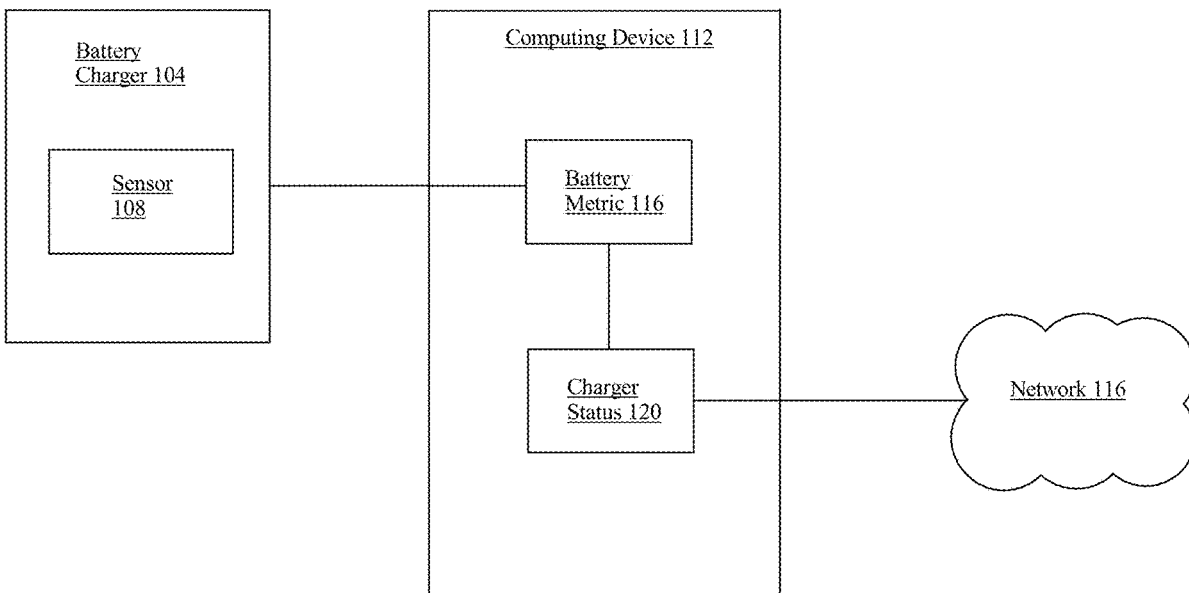 Battery
Charger 104
Sensor
108
Computing Device 112
Battery
Metric 116
Charger
Status 120
Network 116